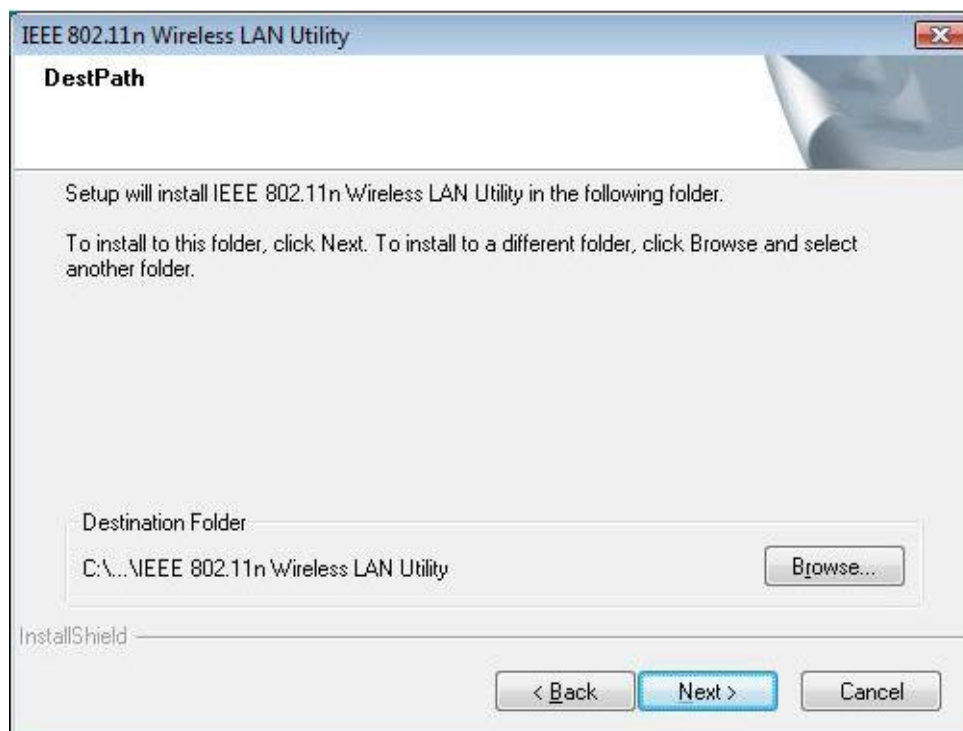 IEEE 802.11n Wireless LAN Utility
DestPath
Setup will install IEEE 802.11n Wireless LAN Utility in the following folder.
To install to this folder, click Next. To install to a different folder, click Browse and select
another folder.
Destination Folder
C:\...\IEEE 802.11n Wireless LAN Utility
Browse...
InstallShield
< Back
Next >
Cancel